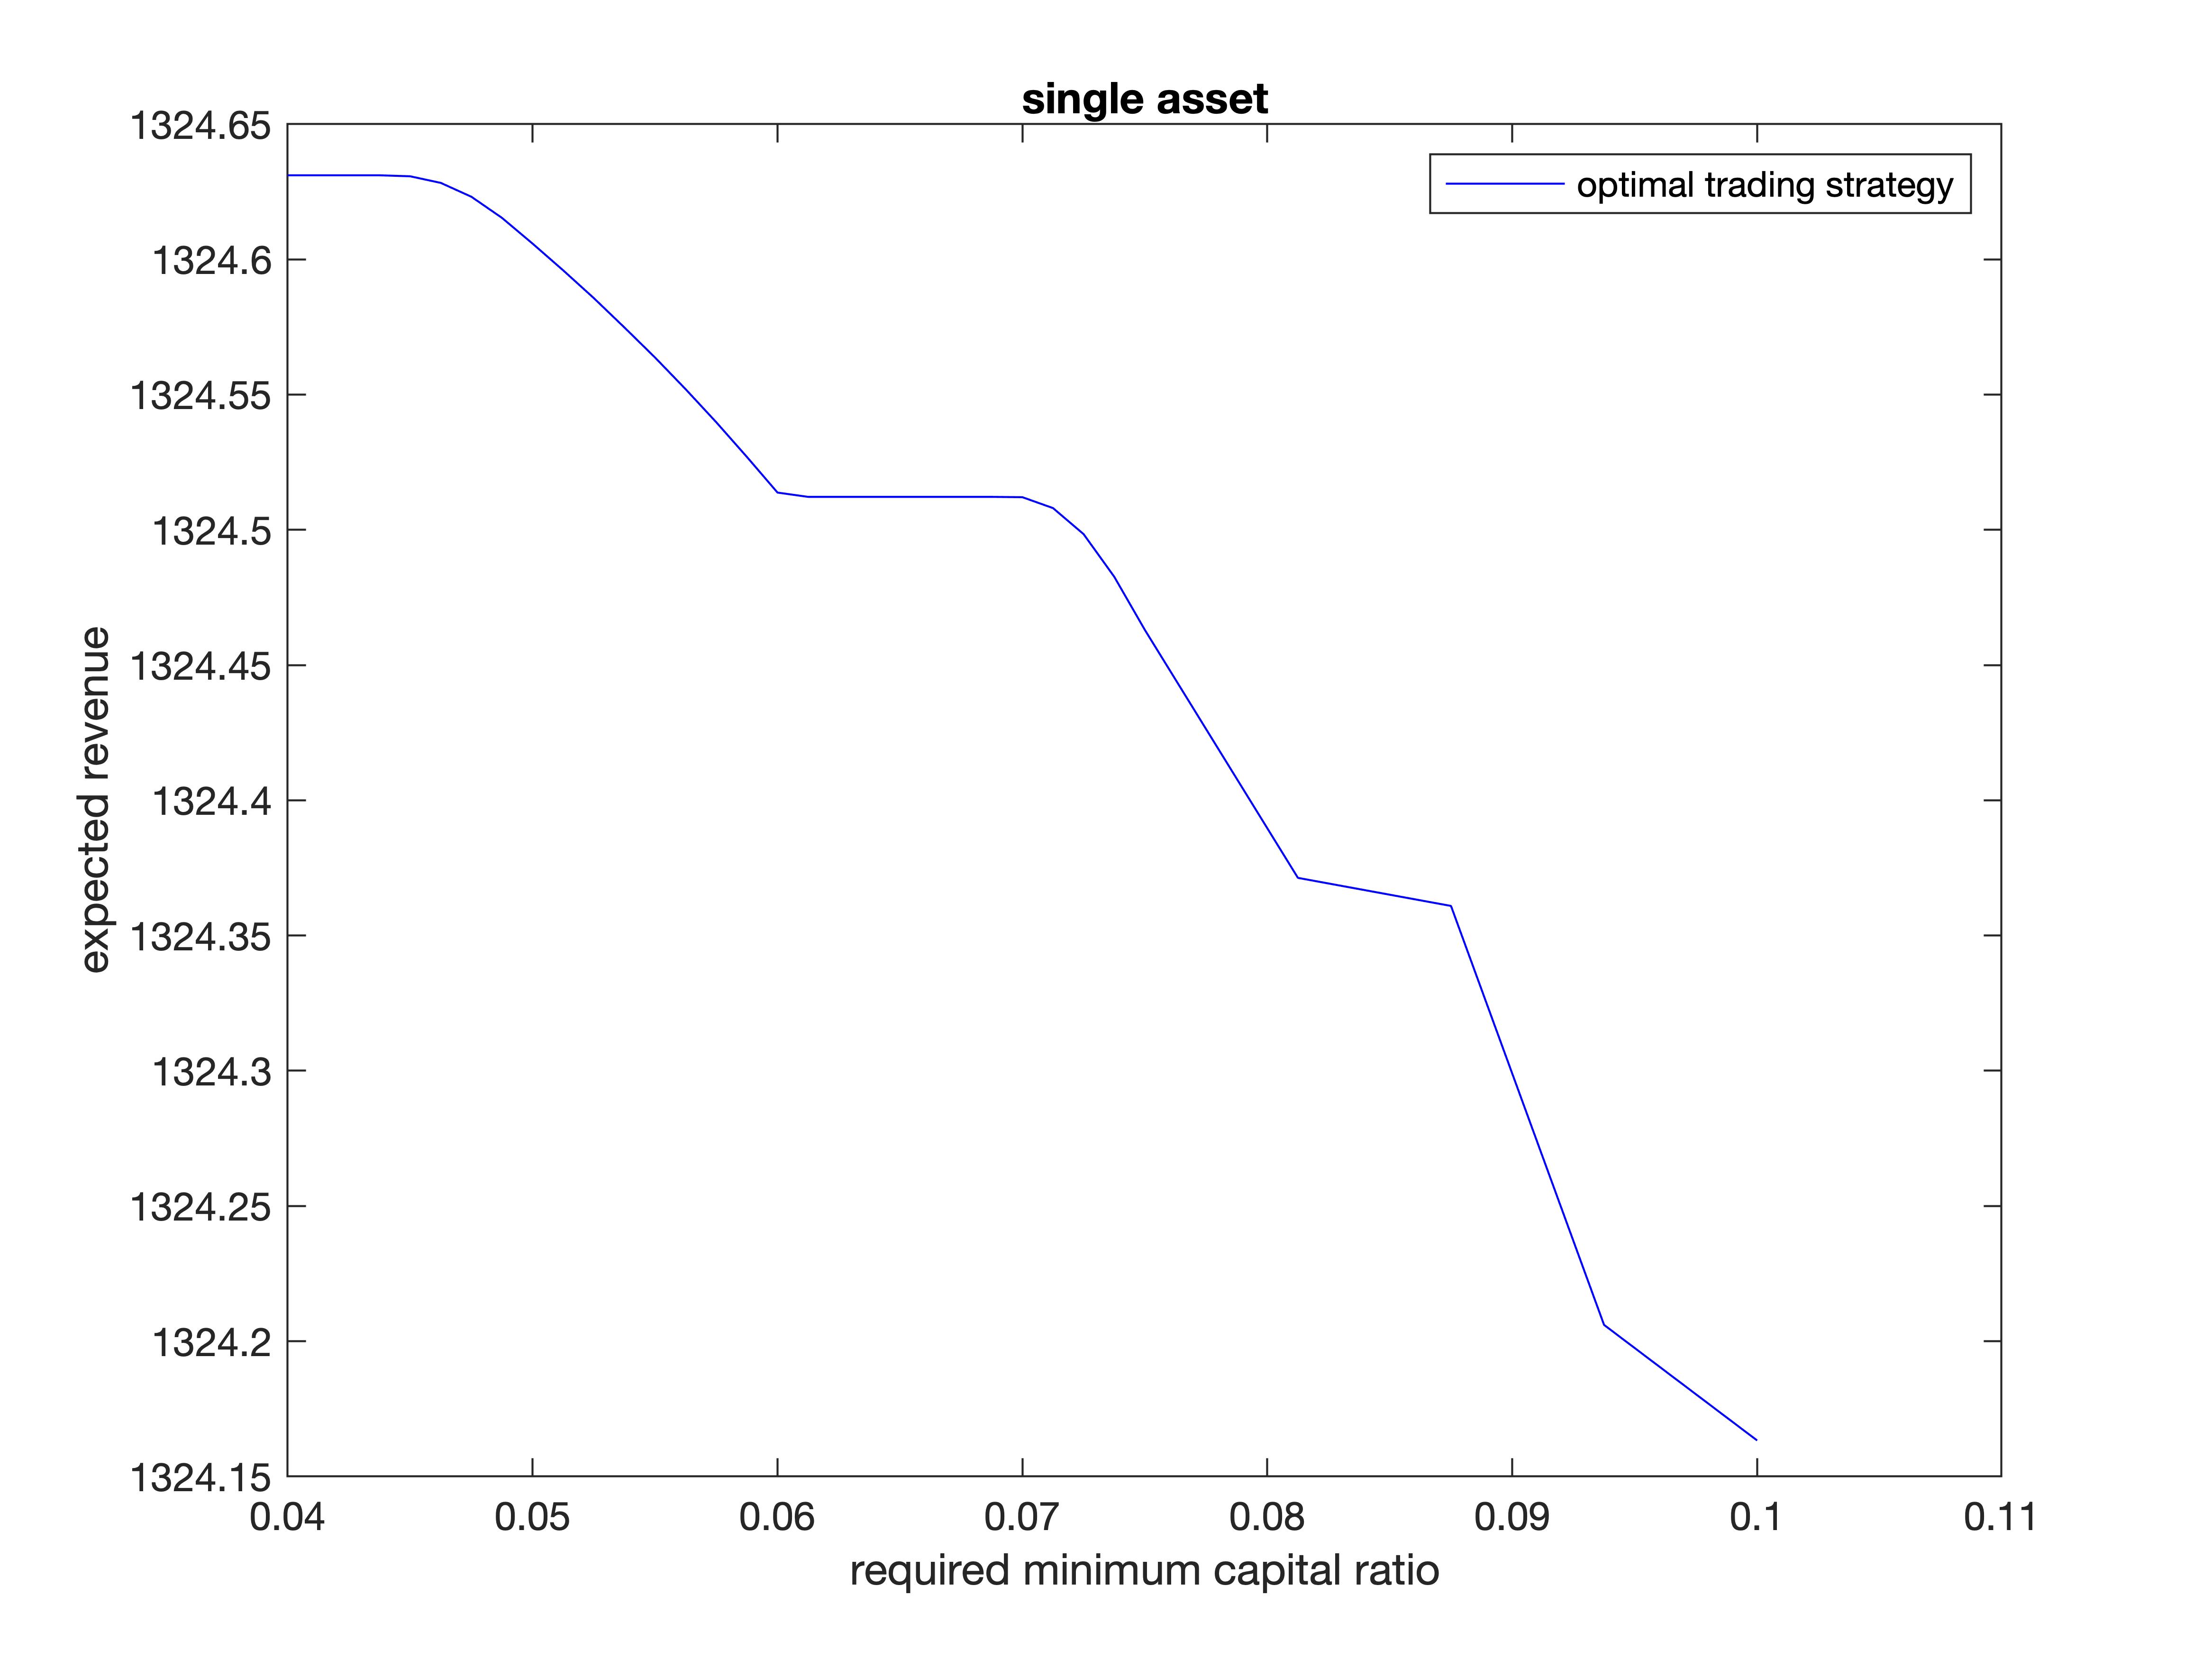 single asset
1324.65
optimal trading strategy
1324.6
1324.55
1324.5
1324.45
1324.4
1324.35
1324.3
1324.25
1324.2
1324.15
expected revenue
0.04 0.05 0.06 0.07 0.08 0.09 0.1 0.11
required minimum capital ratio